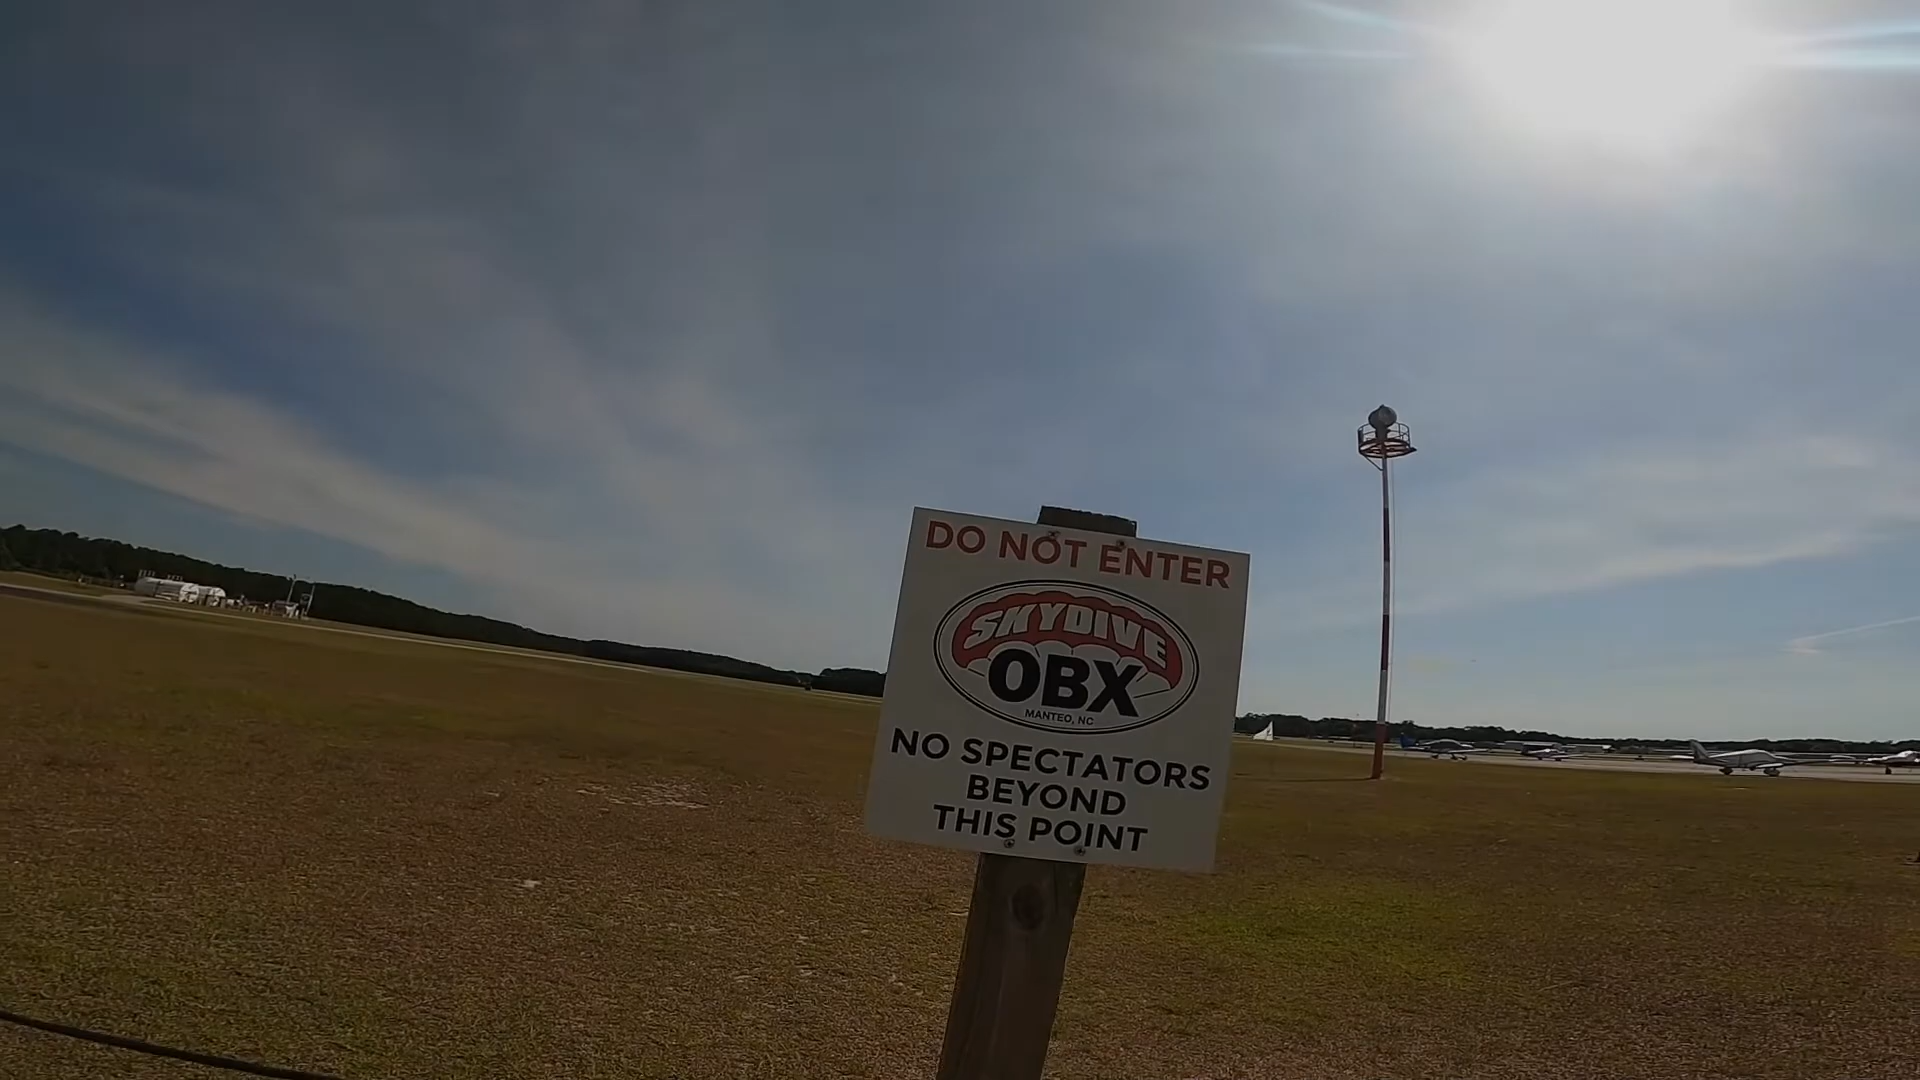 DO NOT ENTER
SKYDIVE
OBX
MANTEO, NC
NO SPECTATORS
BEYOND
THIS POINT